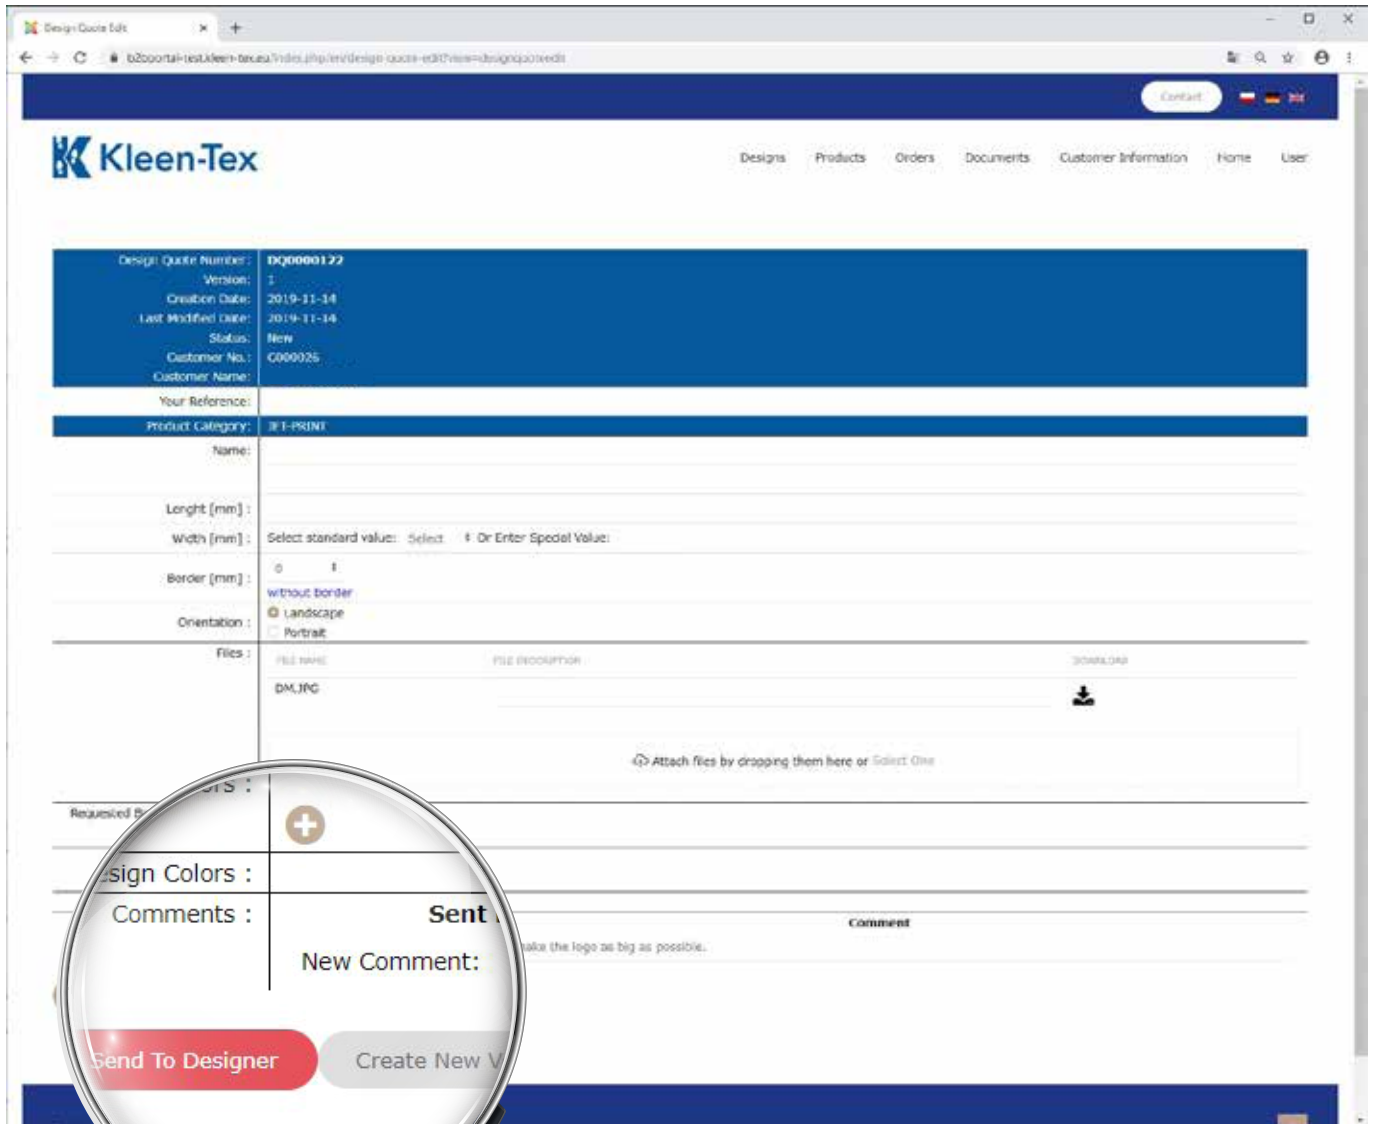 Design Quote Edit
Contact
Kleen-Tex
Designs Products Orders Documents Customer Information Home User
Design Quote Number: DQ0000122
Version: 1
Creation Date: 2019-11-14
Last Modified Date: 2019-11-14
Status: New
Customer No.: C000026
Customer Name:
Your Reference:
Product Category: JET-PRINT
Name:
Lenght [mm] :
Width [mm] : Select standard value: Select Or Enter Special Value:
Border [mm] : 0
without border
Orientation : Landscape
Portrait
Files : FILE NAME FILE DESCRIPTION DOWNLOAD
DM.JPG
Attach files by dropping them here or Select One
Requested
Colors :
Comments : Sent Comment
New Comment: make the logo as big as possible.
Send To Designer Create New